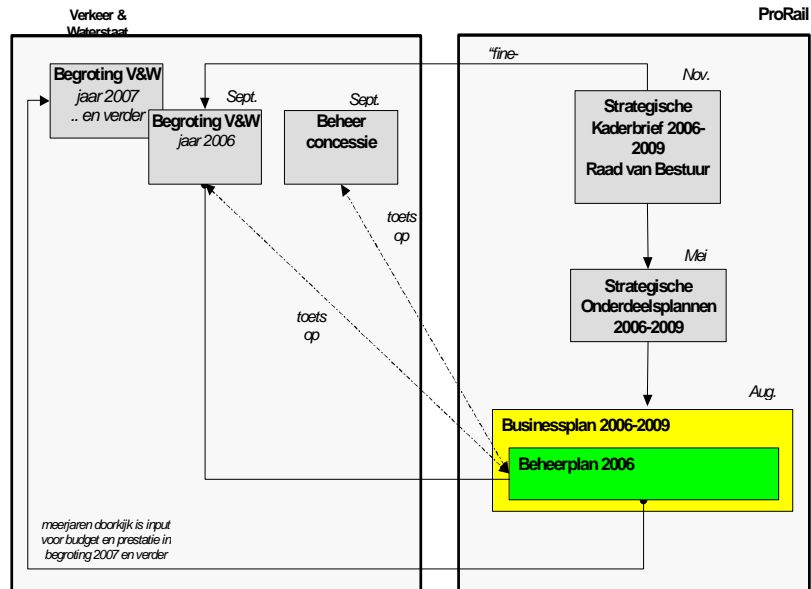 Verkeer &
Waterstaat
ProRail
Begroting V&W
jaar 2007
.. en verder
Sept.
Begroting V&W
jaar 2006
Sept.
Beheer
concessie
"fine-
Nov.
Strategische
Kaderbrief 2006-
2009
Raad van Bestuur
toets
op
toets
op
Mei
Strategische
Onderdeelsplannen
2006-2009
Aug.
Businessplan 2006-2009
Beheerplan 2006
meerjaren doorkijk is input
voor budget en prestatie in
begroting 2007 en verder